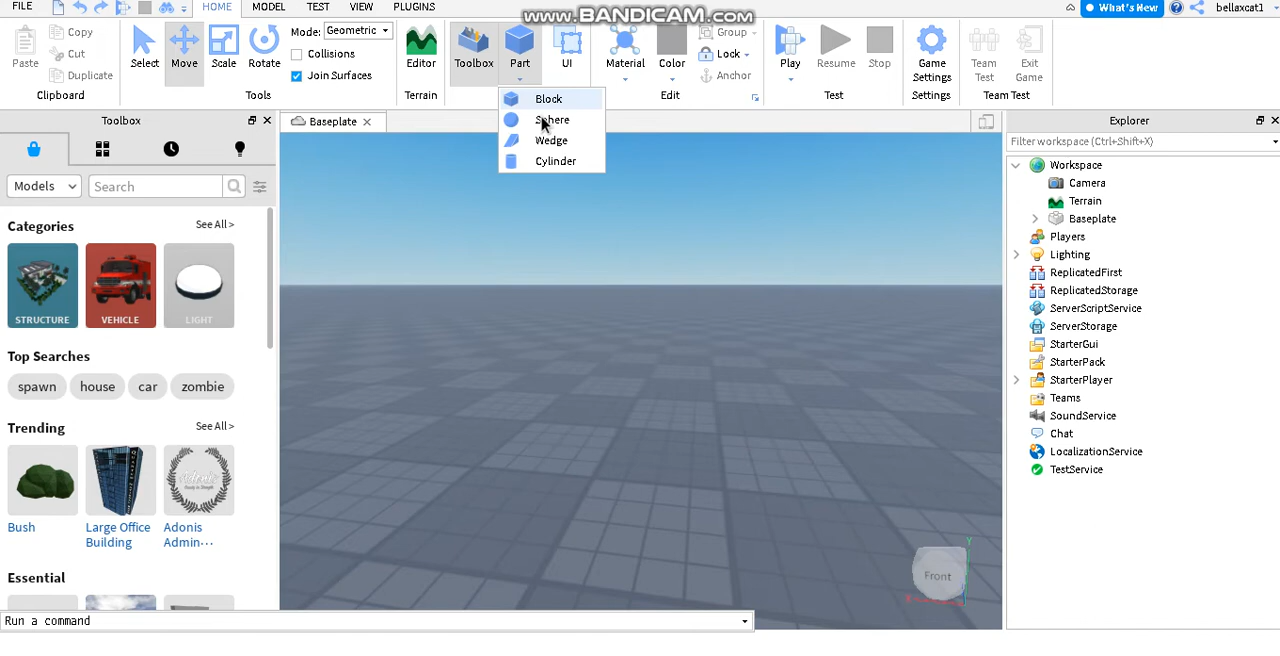 FILE HOME MODEL TEST VIEW PLUGINS
www.BANDICAM.com
What's New
bellaxcat1
Paste
Copy
Cut
Duplicate
Clipboard
Select
Move
Scale
Rotate
Mode: Geometric
Collisions
Join Surfaces
Tools
Editor
Terrain
Toolbox
Part
UI
Material
Color
Group
Lock
Anchor
Edit
Play
Resume
Stop
Test
Game
Settings
Settings
Team
Test
Exit
Game
Team Test
Block
Sphere
Wedge
Cylinder
Toolbox
Models
Search
Categories
See All >
STRUCTURE
VEHICLE
LIGHT
Top Searches
spawn house car zombie
Trending
See All >
Bush
Large Office
Building
Adonis
Admin...
Essential
Baseplate
Front
Y
Run a command
Explorer
Filter workspace (Ctrl+Shift+X)
Workspace
Camera
Terrain
Baseplate
Players
Lighting
ReplicatedFirst
ReplicatedStorage
ServerScriptService
ServerStorage
StarterGui
StarterPack
StarterPlayer
Teams
SoundService
Chat
LocalizationService
TestService